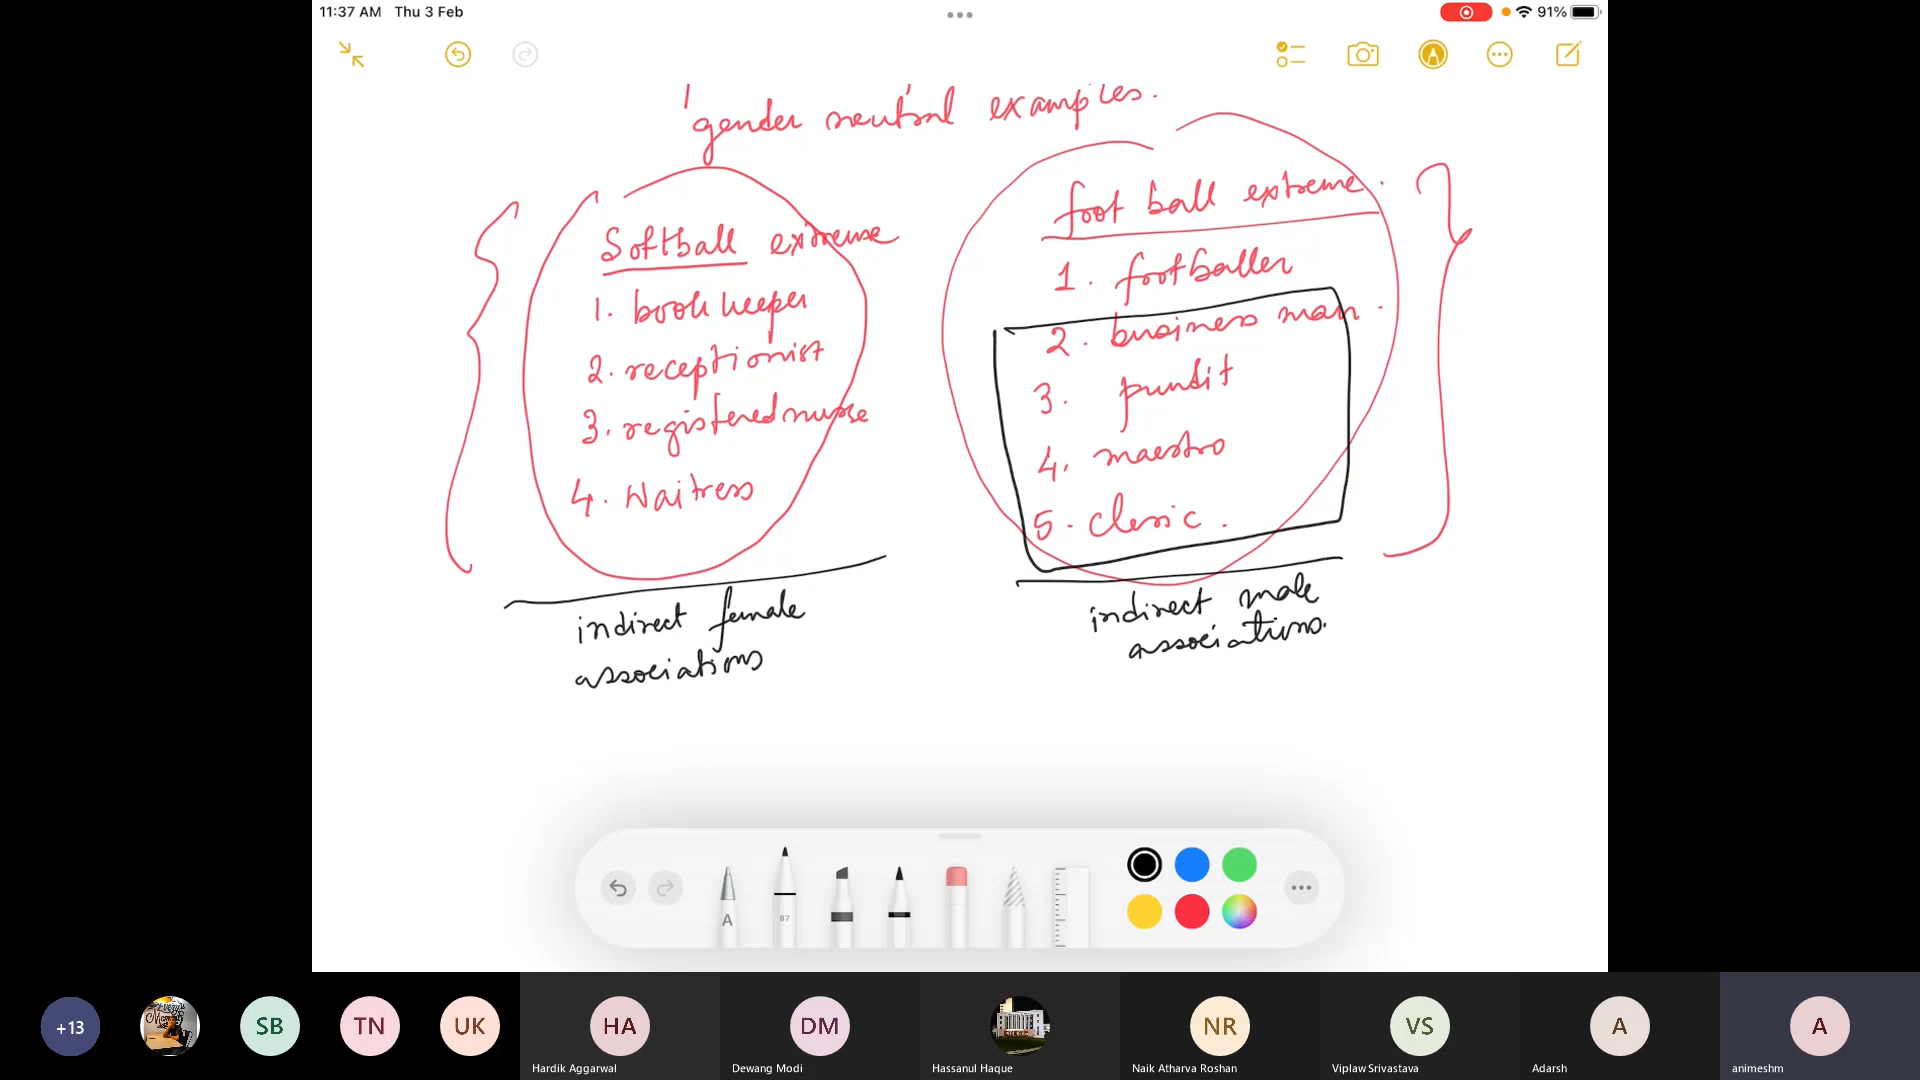 11:37 AM Thu 3 Feb
91%
gender neutral examples.
Softball extreme
1. book keeper
2. receptionist
3. registered nurse
4. Waitress
indirect female
associations
foot ball extreme.
1. footballer
2. business man.
3. pundit
4. maestro
5. cleric.
indirect male
associations.
A
87
+13
SB
TN
UK
HA
Hardik Aggarwal
DM
Dewang Modi
Hassanul Haque
NR
Naik Atharva Roshan
VS
Viplaw Srivastava
A
Adarsh
A
animeshm